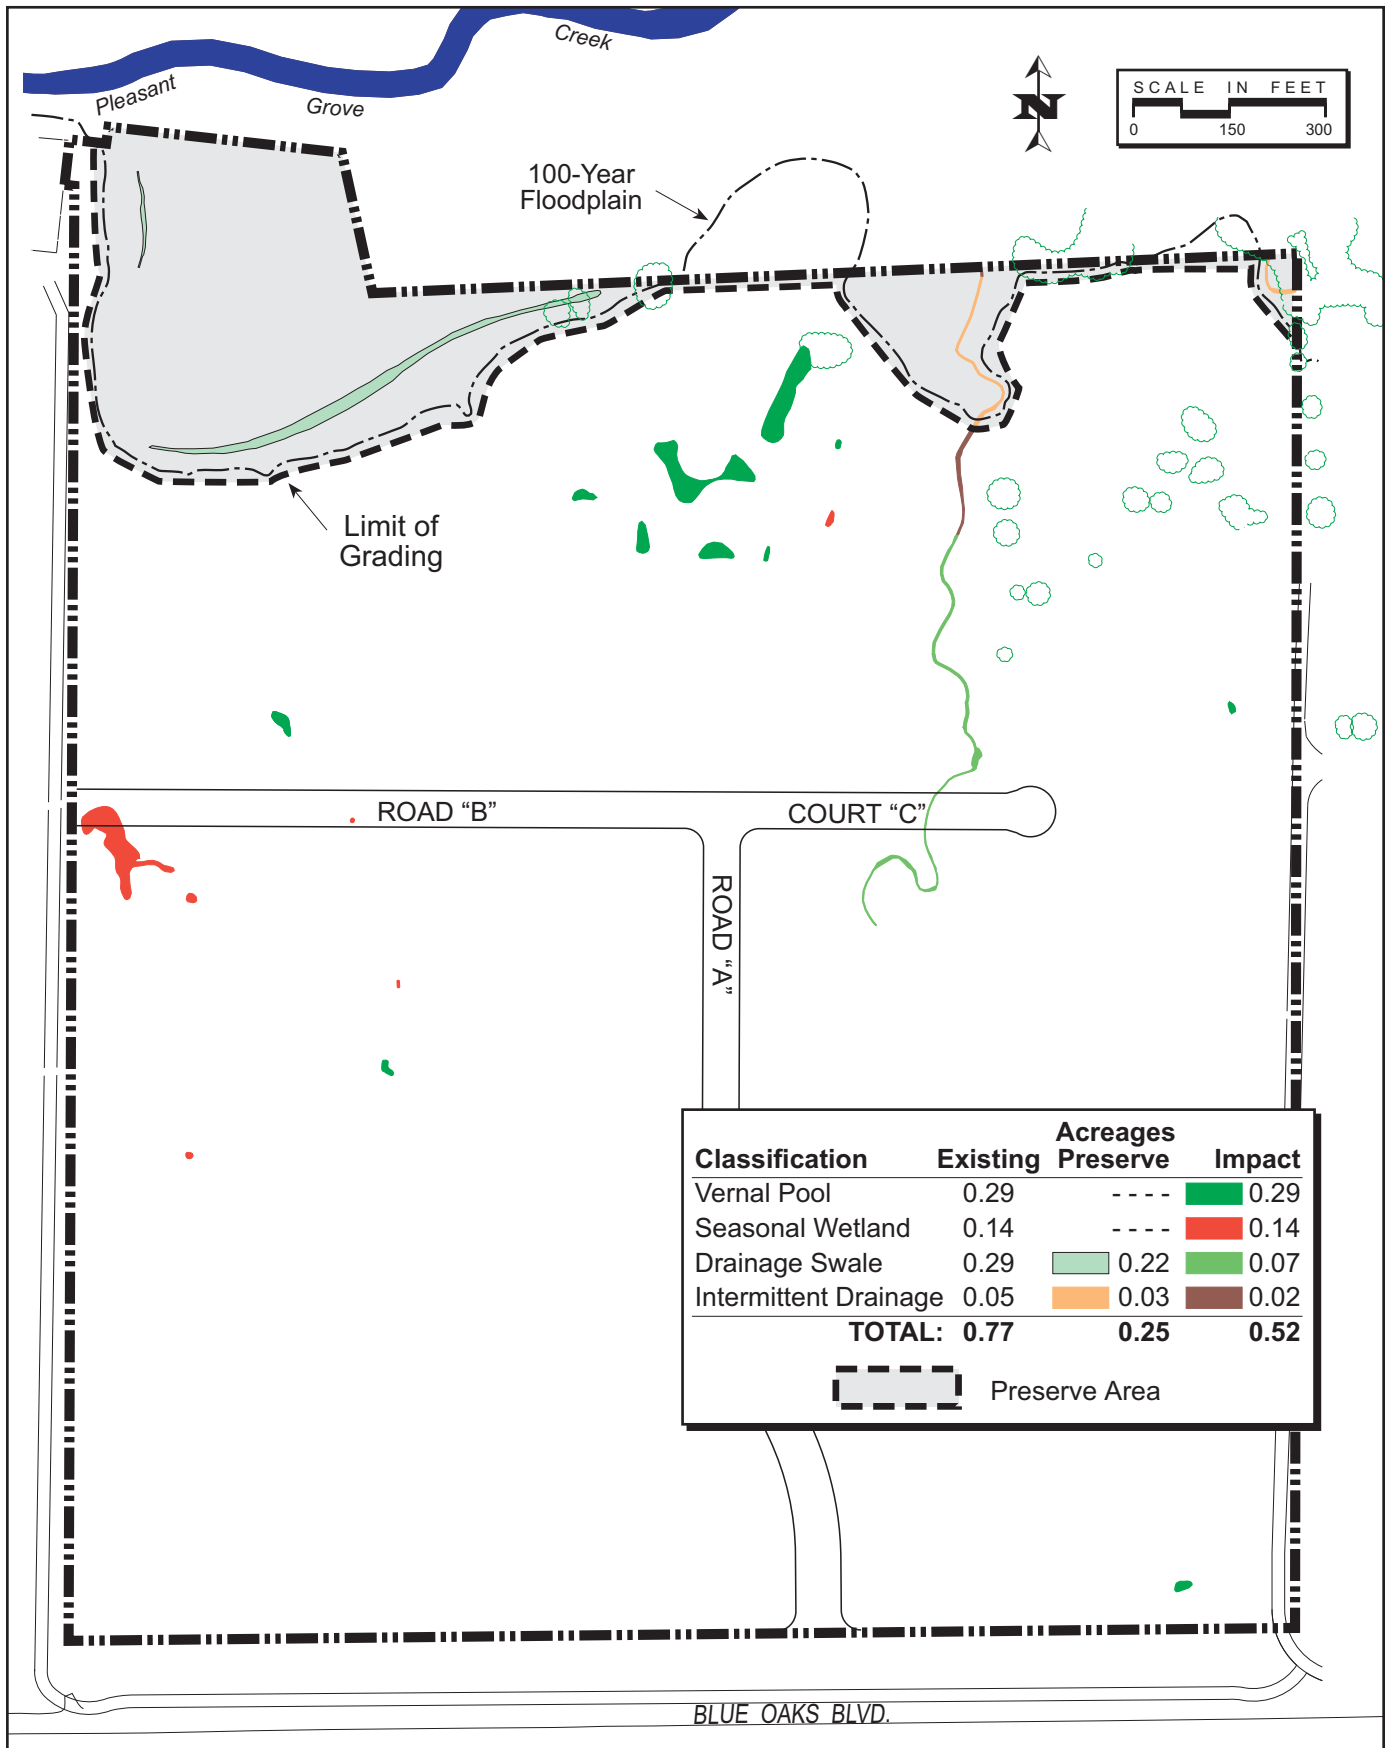 Creek
Pleasant
Grove
N
SCALE IN FEET
0 150 300
100-Year
Floodplain
Limit of
Grading
ROAD “B”
COURT “C”
ROAD “A”
Acreages
Classification Existing Preserve Impact
Vernal Pool 0.29 ---- 0.29
Seasonal Wetland 0.14 ---- 0.14
Drainage Swale 0.29 0.22 0.07
Intermittent Drainage 0.05 0.03 0.02
TOTAL: 0.77 0.25 0.52
Preserve Area
BLUE OAKS BLVD.